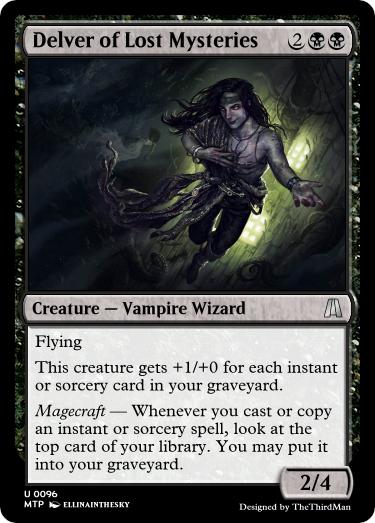 Delver of Lost Mysteries 2
Creature — Vampire Wizard
Flying
This creature gets +1/+0 for each instant
or sorcery card in your graveyard.
Magecraft — Whenever you cast or copy
an instant or sorcery spell, look at the
top card of your library. You may put it
into your graveyard.
2/4
U 0096
MTP ELLINAINTHESKY
Designed by TheThirdMan